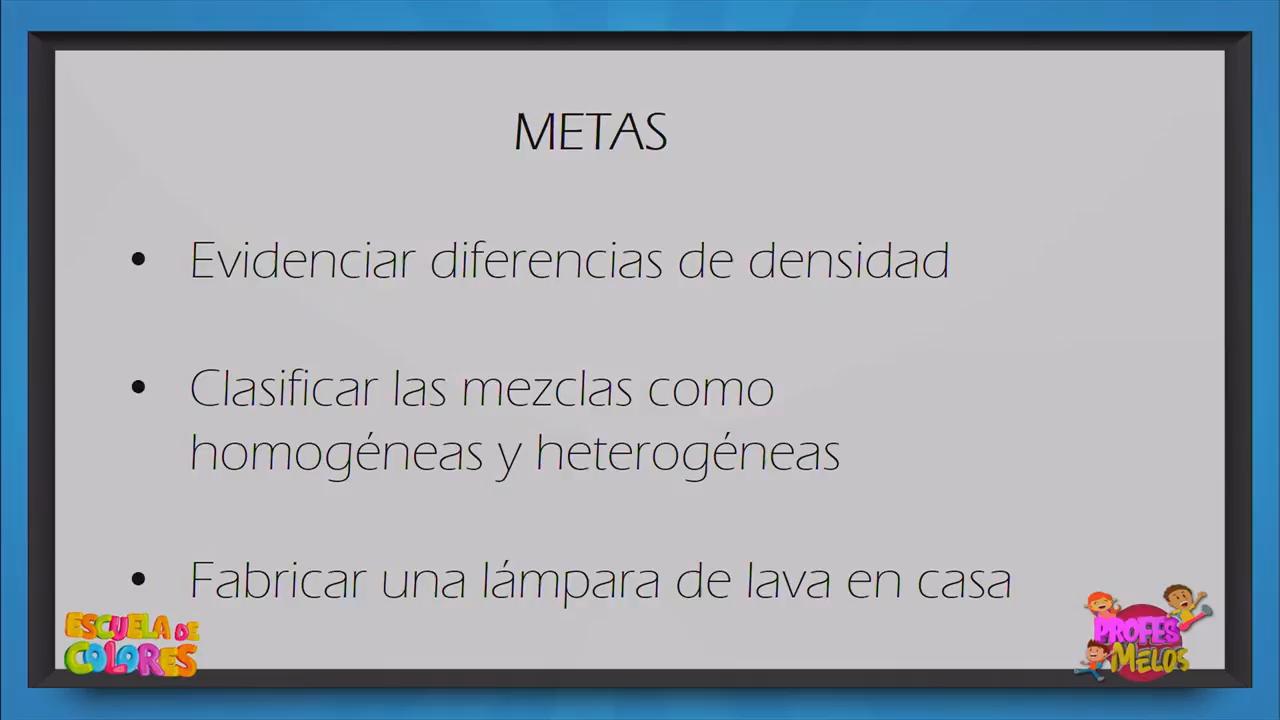 METAS
• Evidenciar diferencias de densidad
• Clasificar las mezclas como
homogéneas y heterogéneas
• Fabricar una lámpara de lava en casa
ESCUELA DE
COLORES
PROFES
MELOS